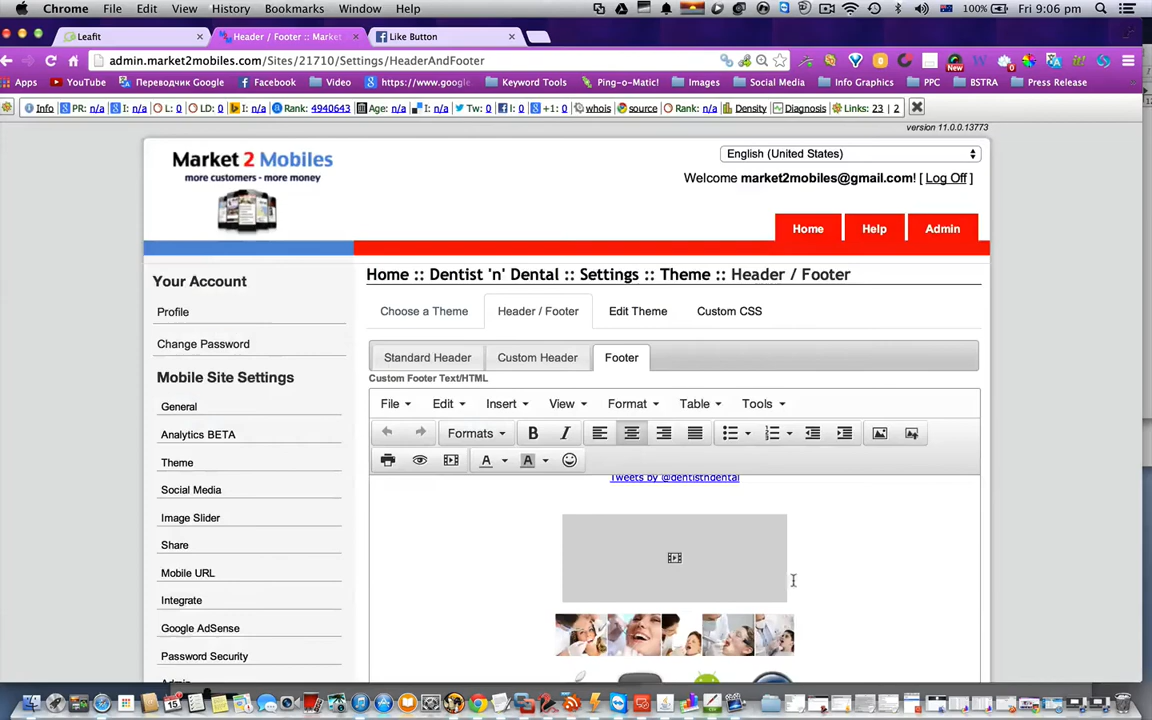 Chrome File Edit View History Bookmarks Window Help 100% Fri 9:06 pm
Leafit Header / Footer :: Market Like Button
admin.market2mobiles.com/Sites/21710/Settings/HeaderAndFooter
Apps YouTube Переводчик Google Facebook Video https://www.google. Keyword Tools Ping-o-Matic! Images Social Media Info Graphics PPC BSTRA Press Release
Info PR: n/a I: n/a L: 0 LD: 0 I: n/a Rank: 4940643 Age: n/a I: n/a Tw: 0 I: 0 +1: 0 whois source Rank: n/a Density Diagnosis Links: 23 | 2
version 11.0.0.13773
Market 2 Mobiles
more customers - more money
English (United States)
Welcome market2mobiles@gmail.com! [ Log Off ]
Home Help Admin
Your Account
Profile
Change Password
Mobile Site Settings
General
Analytics BETA
Theme
Social Media
Image Slider
Share
Mobile URL
Integrate
Google AdSense
Password Security
Home :: Dentist 'n' Dental :: Settings :: Theme :: Header / Footer
Choose a Theme Header / Footer Edit Theme Custom CSS
Standard Header Custom Header Footer
Custom Footer Text/HTML
File Edit Insert View Format Table Tools
Formats B I
A A
Tweets by @dentistndental